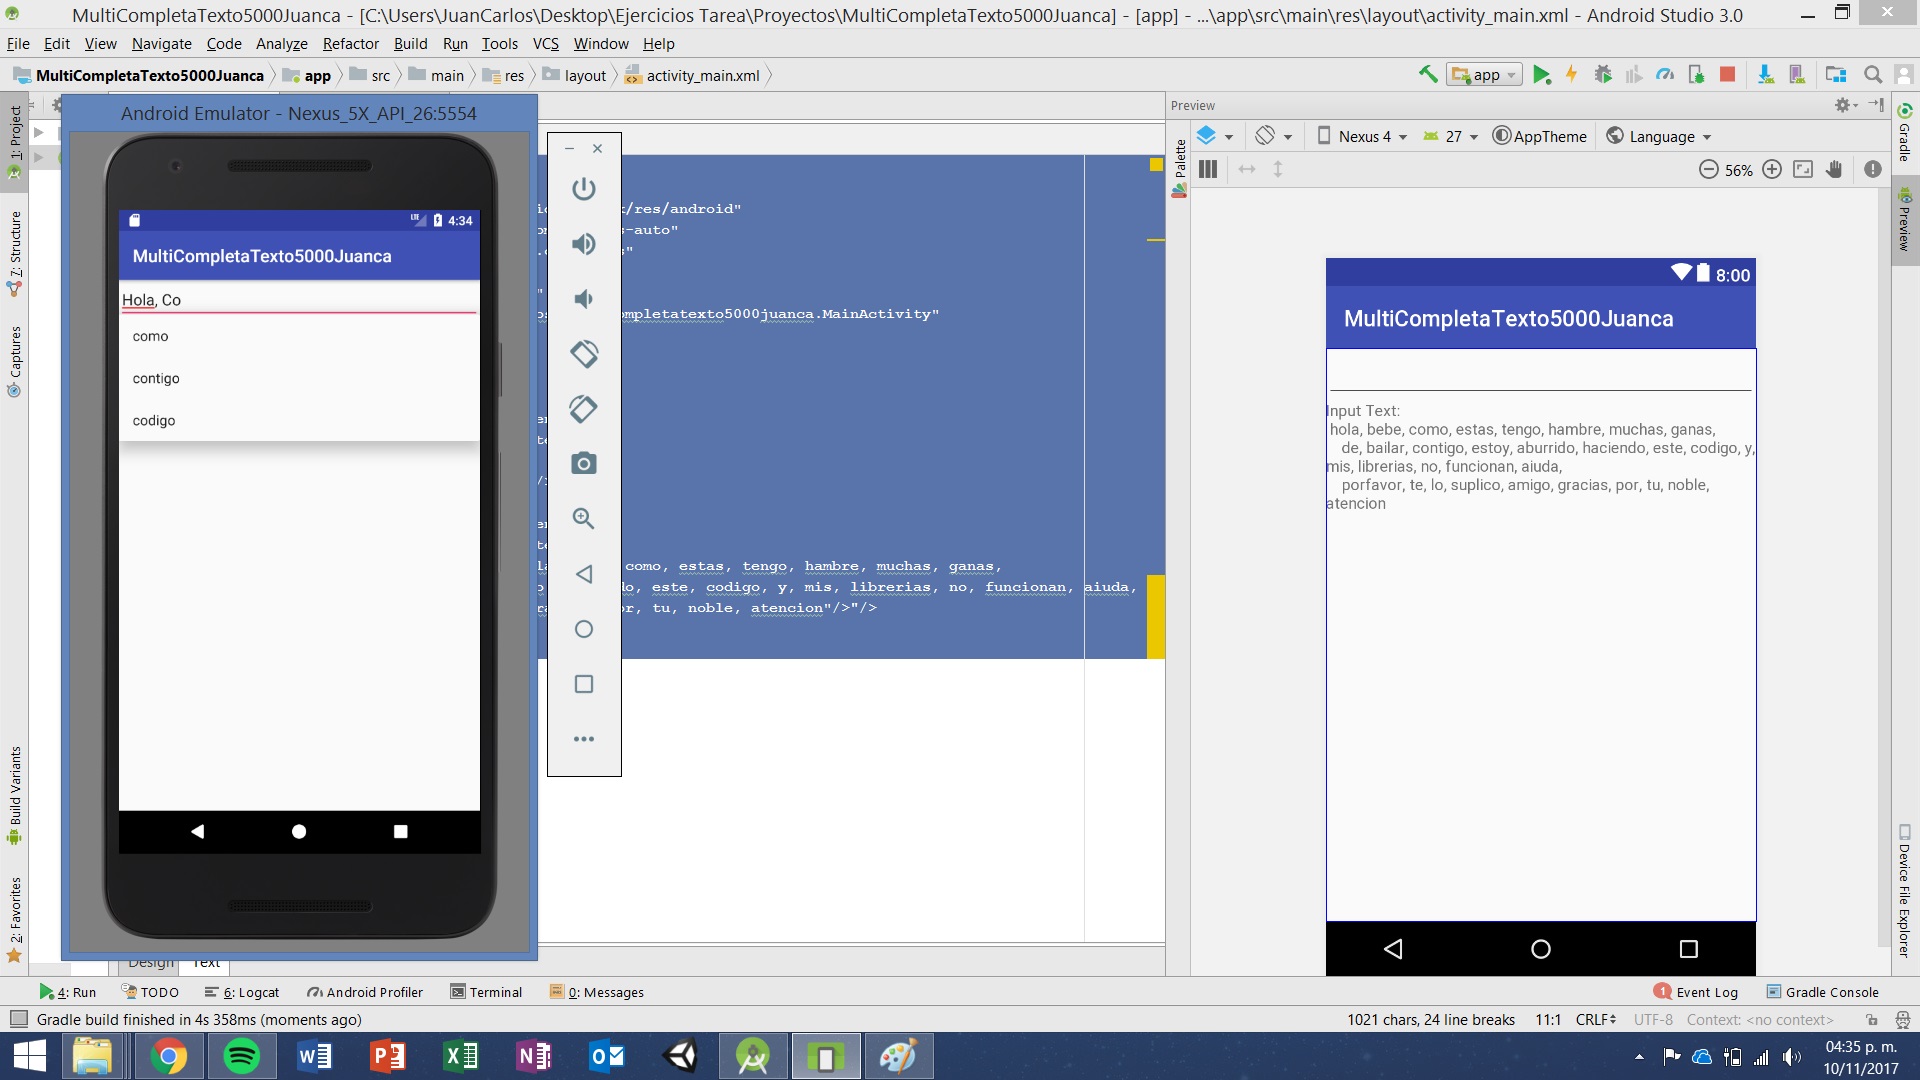 MultiCompletaTexto5000Juanca - [C:\Users\JuanCarlos\Desktop\Ejercicios Tarea\Proyectos\MultiCompletaTexto5000Juanca] - [app] - ...\app\src\main\res\layout\activity_main.xml - Android Studio 3.0
File Edit View Navigate Code Analyze Refactor Build Run Tools VCS Window Help
MultiCompletaTexto5000Juanca app src main res layout activity_main.xml
app
1: Project
7: Structure
Captures
Build Variants
2: Favorites
Android Emulator - Nexus_5X_API_26:5554
LTE 4:34
MultiCompletaTexto5000Juanca
Hola, Co
como
contigo
codigo
/res/android"
-auto"
s"
"
ompletatexto5000juanca.MainActivity"
como, estas, tengo, hambre, muchas, ganas,
do, este, codigo, y, mis, librerias, no, funcionan, aiuda,
or, tu, noble, atencion"/>"/>
Design Text
Preview
Palette
Nexus 4 27 AppTheme Language
56%
8:00
MultiCompletaTexto5000Juanca
Input Text:
hola, bebe, como, estas, tengo, hambre, muchas, ganas,
de, bailar, contigo, estoy, aburrido, haciendo, este, codigo, y,
mis, librerias, no, funcionan, aiuda,
porfavor, te, lo, suplico, amigo, gracias, por, tu, noble,
atencion
Gradle
Preview
Device File Explorer
4: Run TODO 6: Logcat Android Profiler Terminal 0: Messages
1 Event Log Gradle Console
Gradle build finished in 4s 358ms (moments ago)
1021 chars, 24 line breaks 11:1 CRLF UTF-8 Context: <no context>
04:35 p. m.
10/11/2017